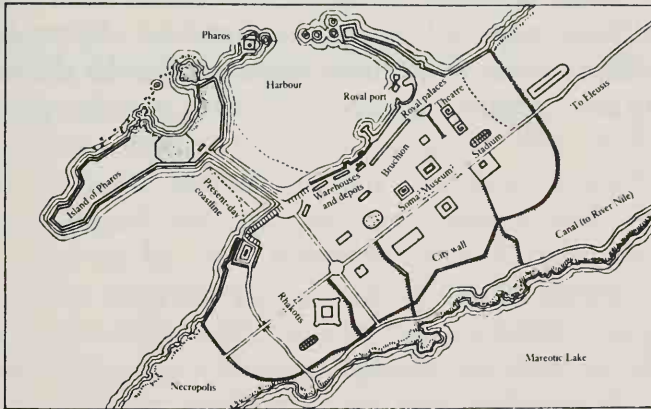 Pharos
Harbour
Royal port
Royal palaces
Theatre
To Eleusis
Stadium
Bruchion
Museum
Soma
Warehouses
and depots
Island of Pharos
Present-day
coastline
City wall
Canal (to River Nile)
Rhakotis
Necropolis
Mareotic Lake